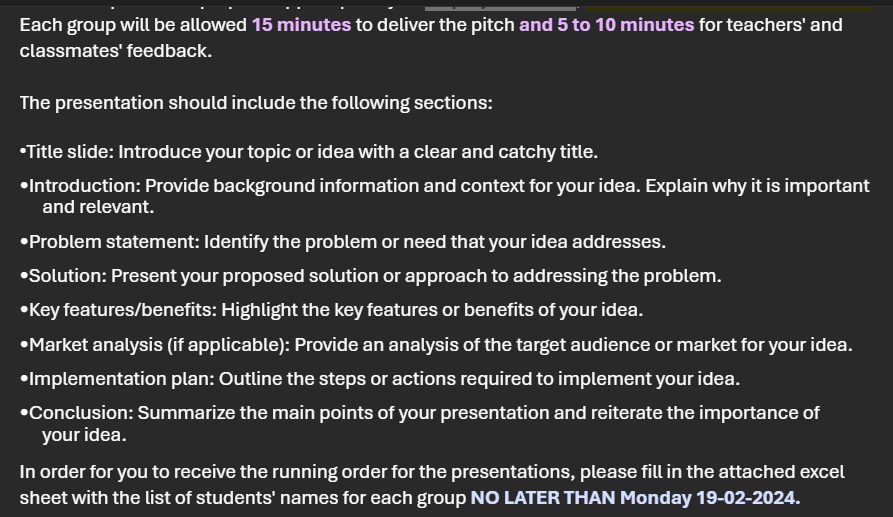 Each group will be allowed 15 minutes to deliver the pitch and 5 to 10 minutes for teachers' and
classmates' feedback.
The presentation should include the following sections:
•Title slide: Introduce your topic or idea with a clear and catchy title.
•Introduction: Provide background information and context for your idea. Explain why it is important
and relevant.
•Problem statement: Identify the problem or need that your idea addresses.
•Solution: Present your proposed solution or approach to addressing the problem.
•Key features/benefits: Highlight the key features or benefits of your idea.
•Market analysis (if applicable): Provide an analysis of the target audience or market for your idea.
•Implementation plan: Outline the steps or actions required to implement your idea.
•Conclusion: Summarize the main points of your presentation and reiterate the importance of
your idea.
In order for you to receive the running order for the presentations, please fill in the attached excel
sheet with the list of students' names for each group NO LATER THAN Monday 19-02-2024.